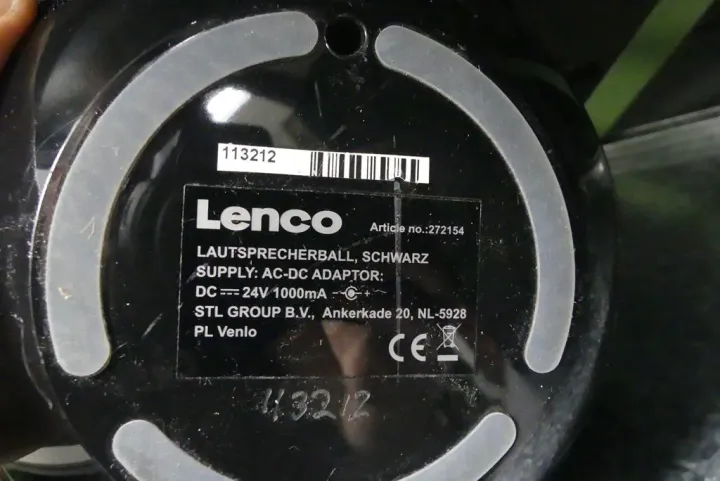 113212
Lenco Article no.:272154
LAUTSPRECHERBALL, SCHWARZ
SUPPLY: AC-DC ADAPTOR:
DC 24V 1000mA - +
STL GROUP B.V., Ankerkade 20, NL-5928
PL Venlo
CE
113212